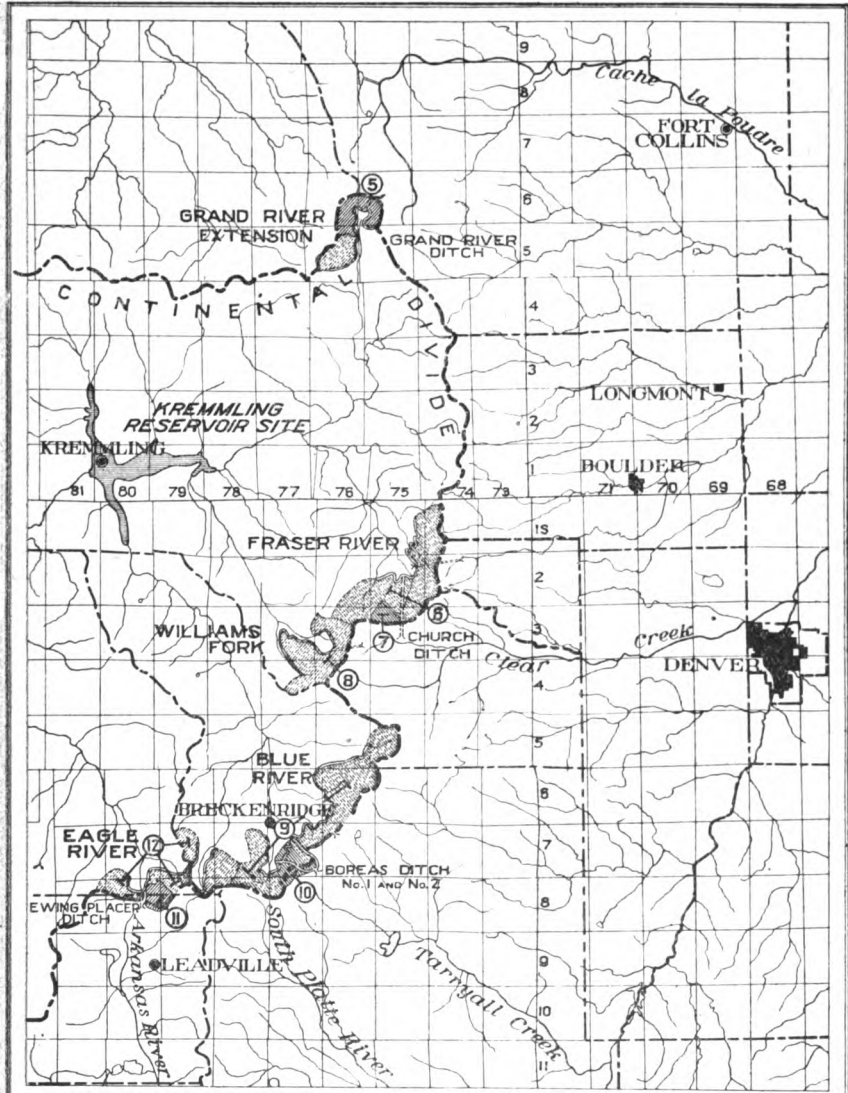 9
Cache la Poudre
8
FORT
COLLINS
7
5
6
GRAND RIVER
EXTENSION
GRAND RIVER
DITCH
5
CONTINENTAL DIVIDE
4
3
LONGMONT
KREMMLING
RESERVOIR SITE
2
KREMMLING
BOULDER
1
81 80 79 78 77 76 75 74 73 71 70 69 68
1S
FRASER RIVER
2
6
WILLIAMS
FORK
7
CHURCH
DITCH
3
Clear Creek
DENVER
8
4
5
BLUE
RIVER
6
BRECKENRIDGE
9
EAGLE
RIVER
12
7
BOREAS DITCH
No. 1 AND No. 2
10
EWING PLACER
DITCH
11
8
Arkansas River
South Platte River
LEADVILLE
9
Tarryall Creek
10
11